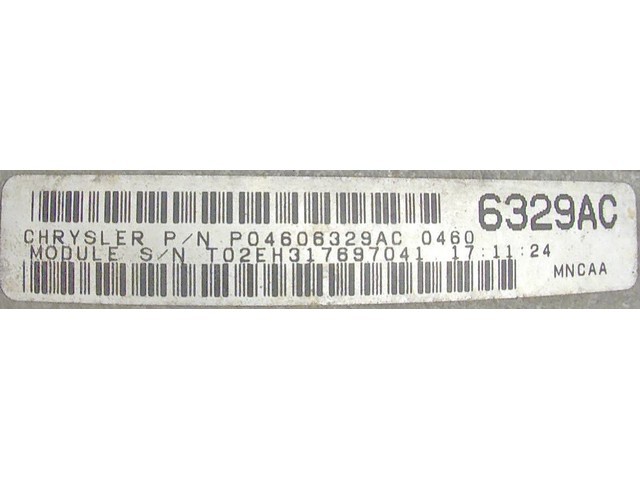 CHRYSLER P/N P04606329AC 0460
MODULE S/N T02EH317697041 17:11:24
6329AC
MNCAA